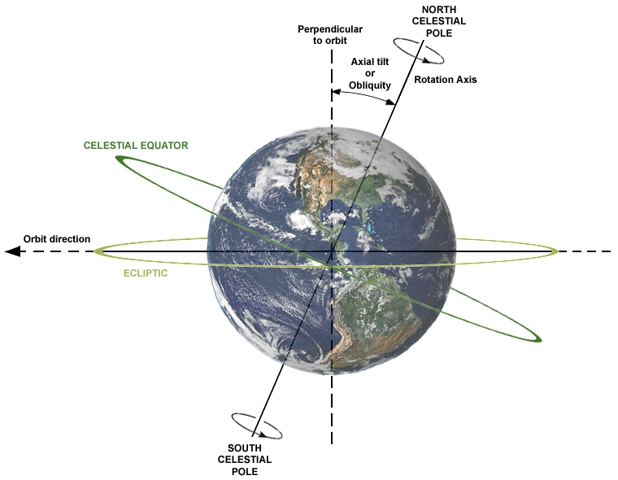 NORTH
CELESTIAL
POLE
Perpendicular
to orbit
Axial tilt
or
Obliquity
Rotation Axis
CELESTIAL EQUATOR
Orbit direction
ECLIPTIC
SOUTH
CELESTIAL
POLE